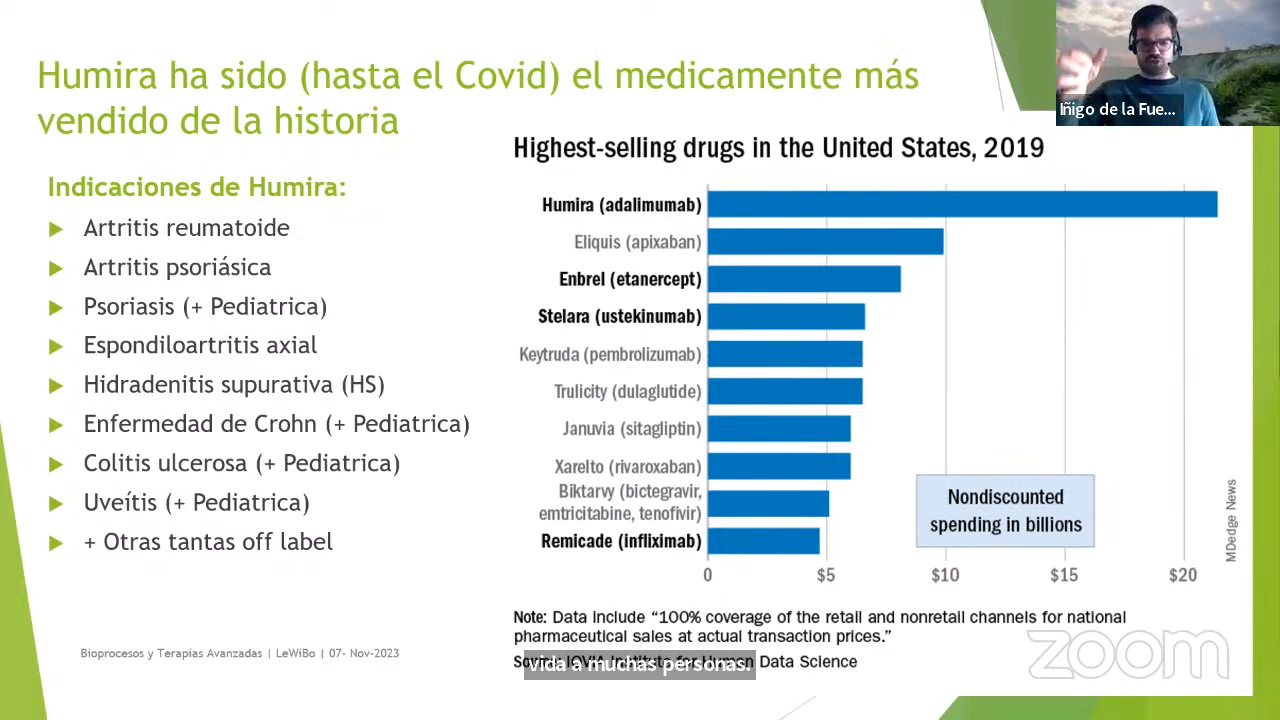 Humira ha sido (hasta el Covid) el medicamente más
vendido de la historia
Iñigo de la Fue...
Indicaciones de Humira:
Artritis reumatoide
Artritis psoriásica
Psoriasis (+ Pediatrica)
Espondiloartritis axial
Hidradenitis supurativa (HS)
Enfermedad de Crohn (+ Pediatrica)
Colitis ulcerosa (+ Pediatrica)
Uveítis (+ Pediatrica)
+ Otras tantas off label
Highest-selling drugs in the United States, 2019
Humira (adalimumab)
Eliquis (apixaban)
Enbrel (etanercept)
Stelara (ustekinumab)
Keytruda (pembrolizumab)
Trulicity (dulaglutide)
Januvia (sitagliptin)
Xarelto (rivaroxaban)
Biktarvy (bictegravir,
emtricitabine, tenofivir)
Remicade (infliximab)
Nondiscounted
spending in billions
0 $5 $10 $15 $20
MDedge News
Note: Data include “100% coverage of the retail and nonretail channels for national
pharmaceutical sales at actual transaction prices.”
Data Science
vida a muchas personas.
Bioprocesos y Terapias Avanzadas | LeWiBo | 07- Nov-2023
zoom